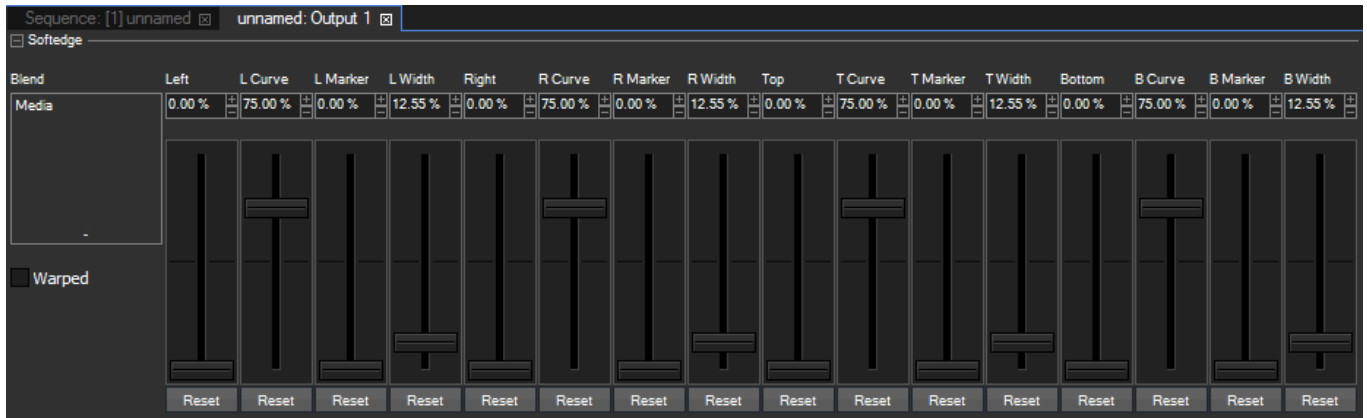 Sequence: [1] unnamed unnamed: Output 1
Softedge
Blend Left L Curve L Marker L Width Right R Curve R Marker R Width Top T Curve T Marker T Width Bottom B Curve B Marker B Width
Media 0.00 % 75.00 % 0.00 % 12.55 % 0.00 % 75.00 % 0.00 % 12.55 % 0.00 % 75.00 % 0.00 % 12.55 % 0.00 % 75.00 % 0.00 % 12.55 %
-
Warped
Reset Reset Reset Reset Reset Reset Reset Reset Reset Reset Reset Reset Reset Reset Reset Reset